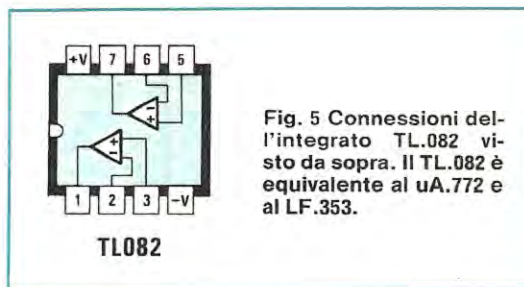 +V 7 6 5
1 2 3 -V
TL082
Fig. 5 Connessioni del-
l'integrato TL.082 vi-
sto da sopra. Il TL.082 è
equivalente al uA.772 e
al LF.353.